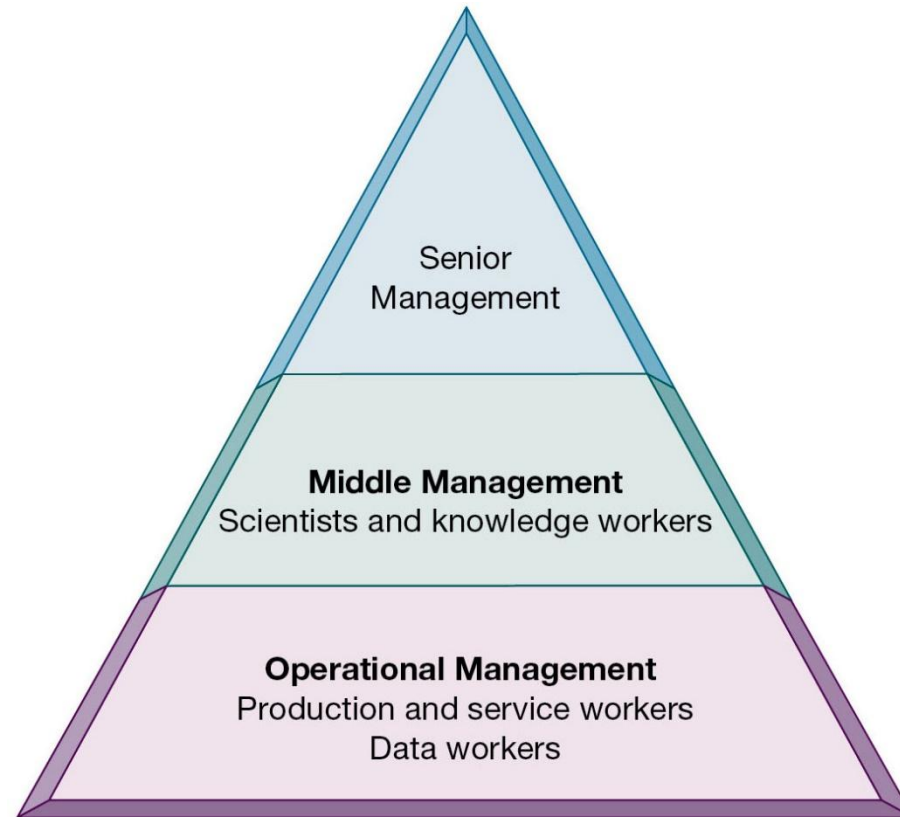 Senior
Management
Middle Management
Scientists and knowledge workers
Operational Management
Production and service workers
Data workers